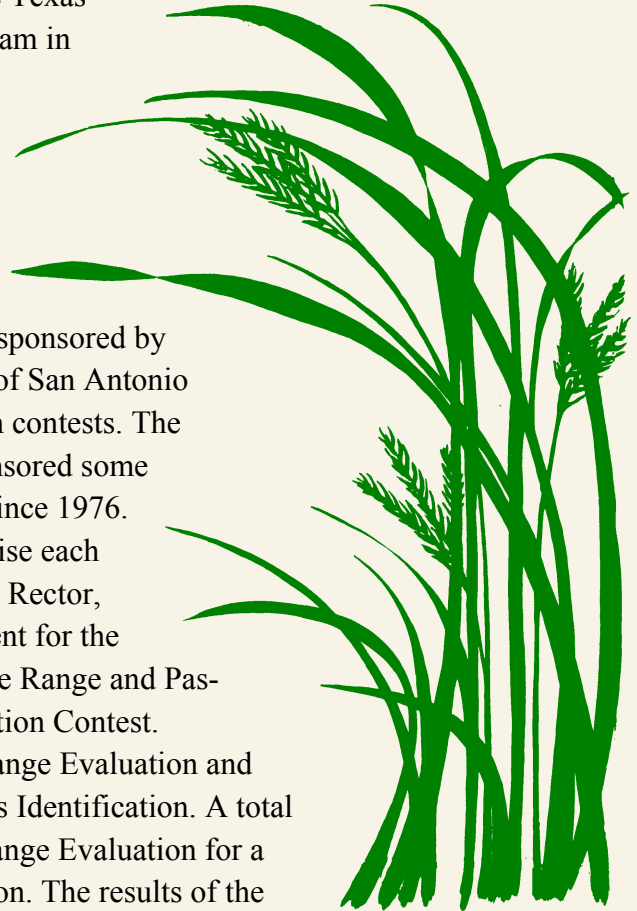 Texas
am in
sponsored by
of San Antonio
contests. The
nsored some
ince 1976.
ise each
Rector,
ent for the
e Range and Pas-
tion Contest.
ange Evaluation and
s Identification. A total
ange Evaluation for a
on. The results of the